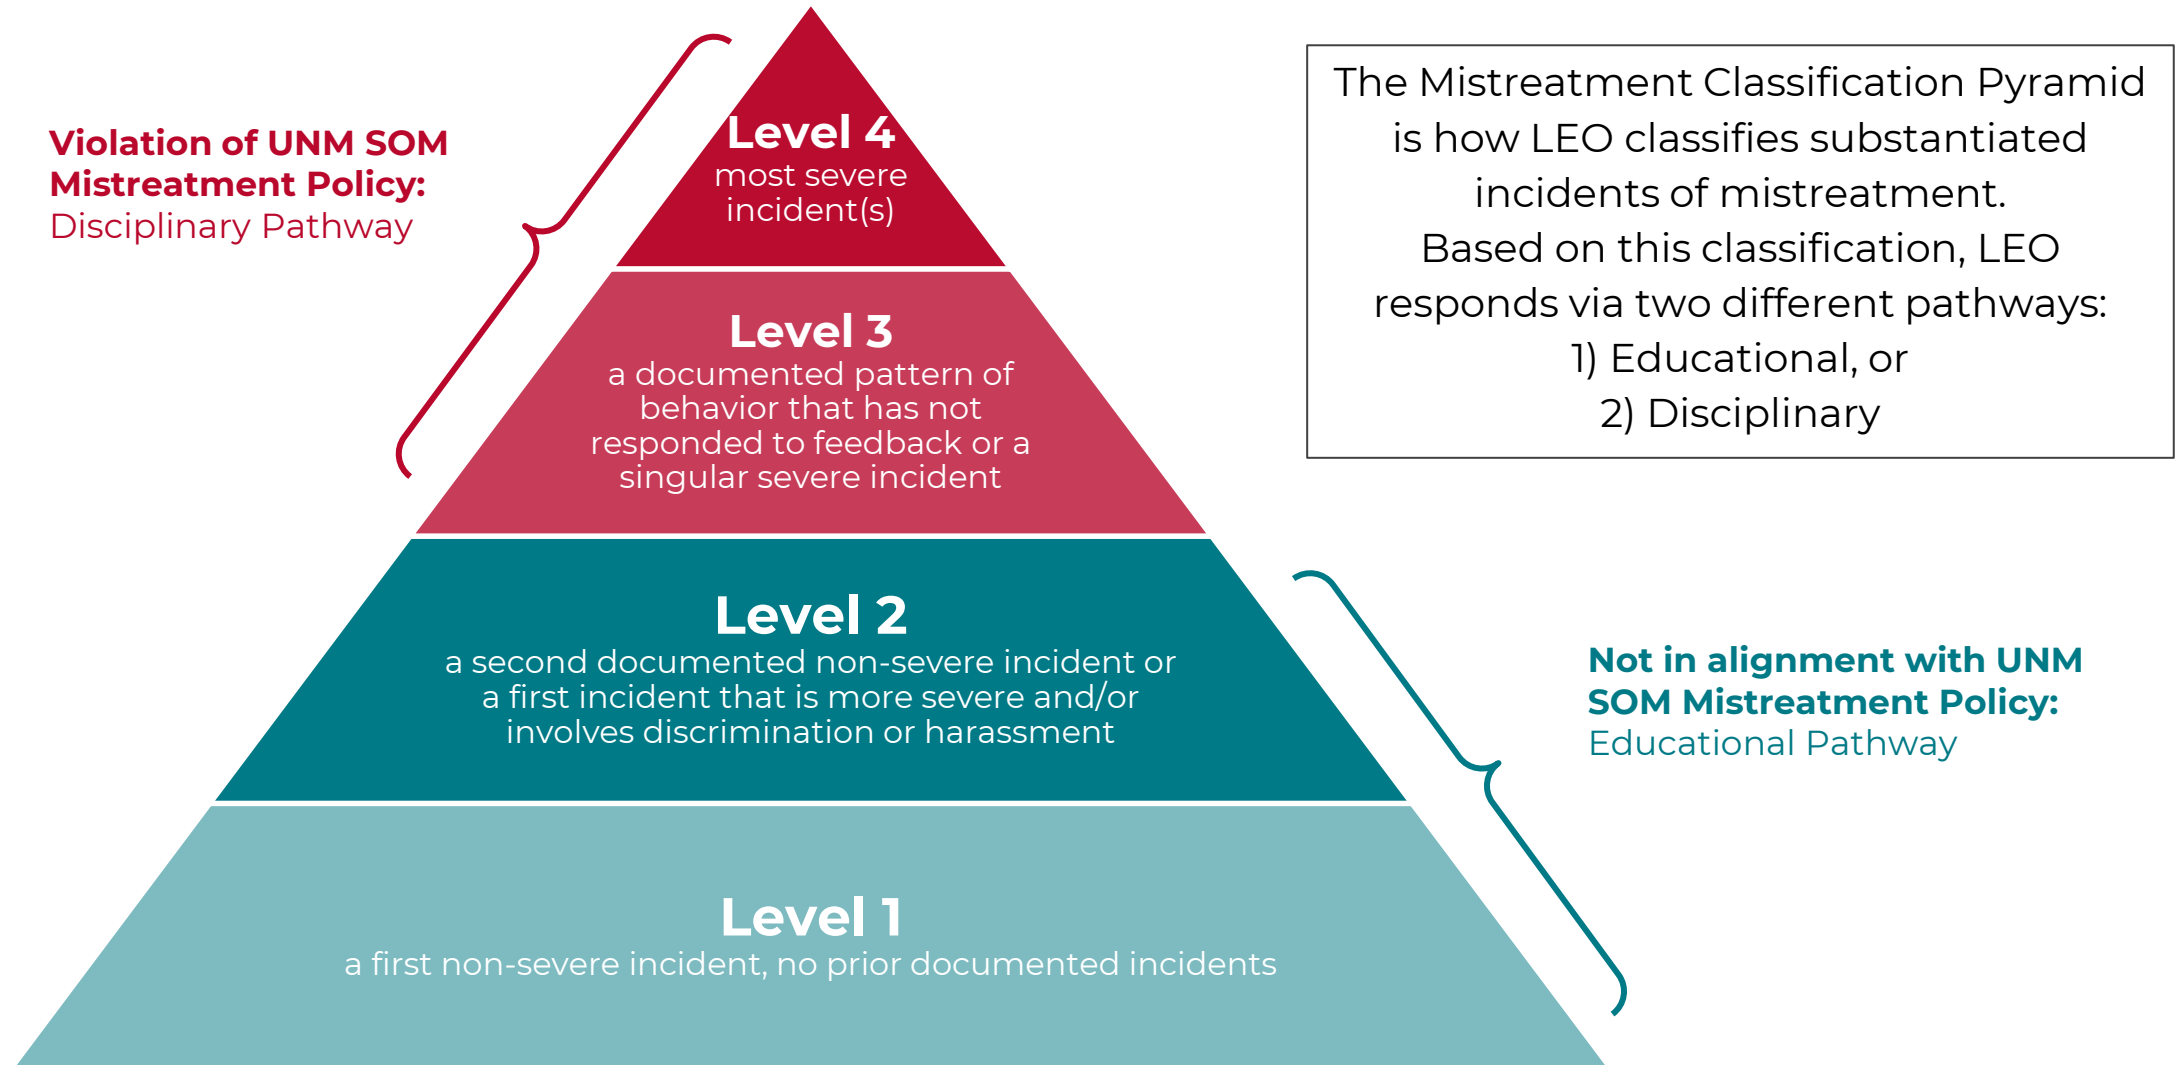 Violation of UNM SOM
Mistreatment Policy:
Disciplinary Pathway
Level 4
most severe
incident(s)
Level 3
a documented pattern of
behavior that has not
responded to feedback or a
singular severe incident
Level 2
a second documented non-severe incident or
a first incident that is more severe and/or
involves discrimination or harassment
Level 1
a first non-severe incident, no prior documented incidents
The Mistreatment Classification Pyramid
is how LEO classifies substantiated
incidents of mistreatment.
Based on this classification, LEO
responds via two different pathways:
1) Educational, or
2) Disciplinary
Not in alignment with UNM
SOM Mistreatment Policy:
Educational Pathway